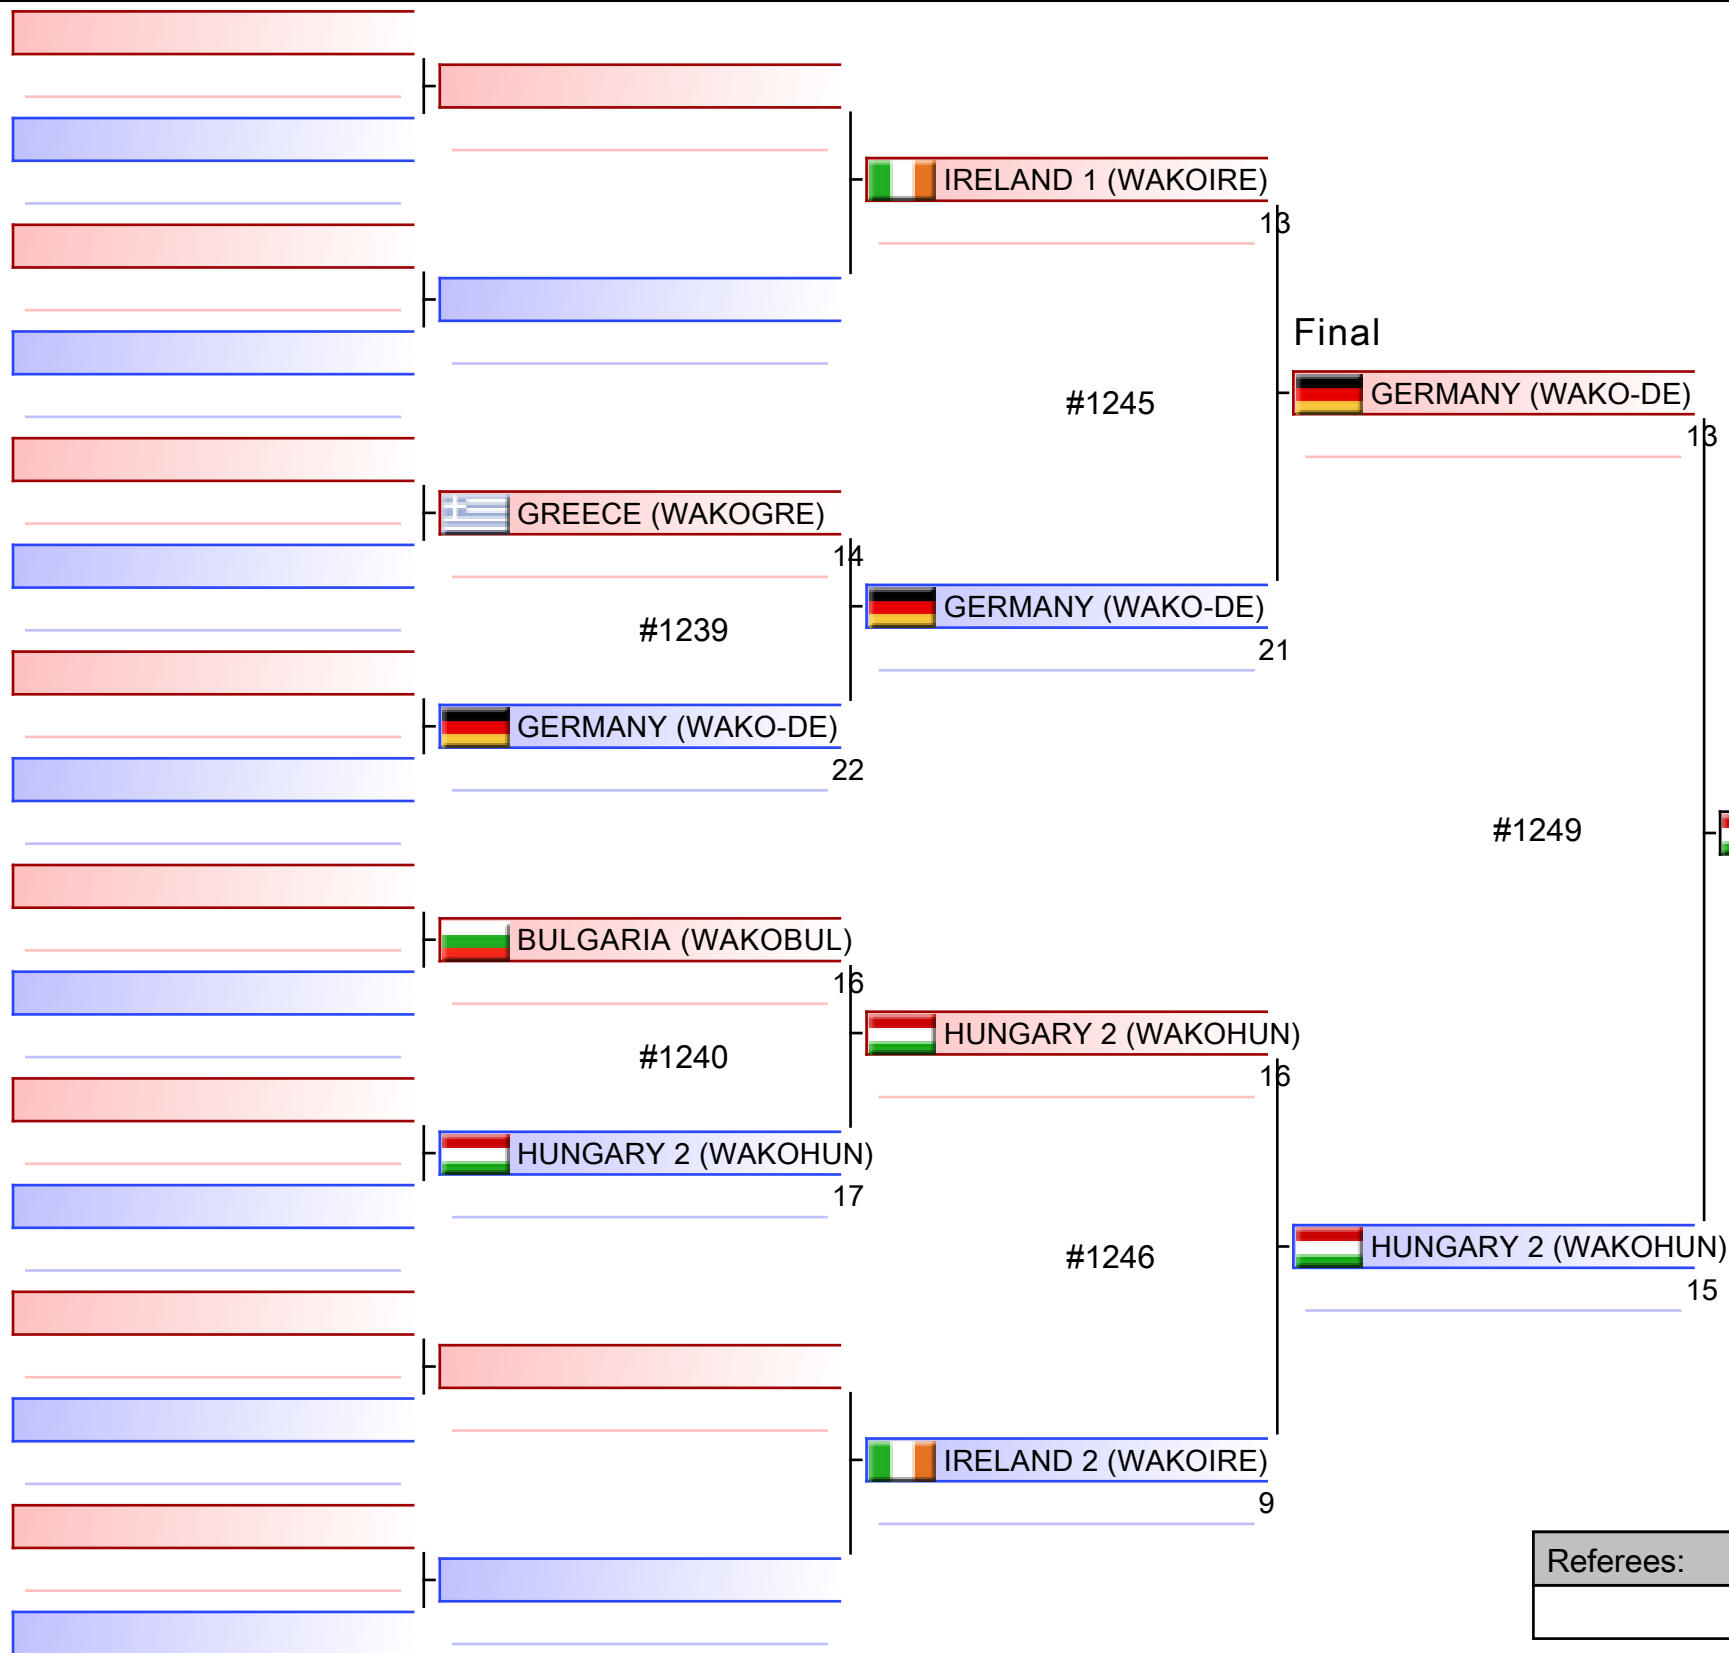 IRELAND 1 (WAKOIRE)
13
Final
#1245
GERMANY (WAKO-DE)
13
GREECE (WAKOGRE)
14
GERMANY (WAKO-DE)
21
#1239
GERMANY (WAKO-DE)
22
#1249
BULGARIA (WAKOBUL)
16
HUNGARY 2 (WAKOHUN)
16
#1240
HUNGARY 2 (WAKOHUN)
17
#1246
HUNGARY 2 (WAKOHUN)
15
IRELAND 2 (WAKOIRE)
9
Referees: